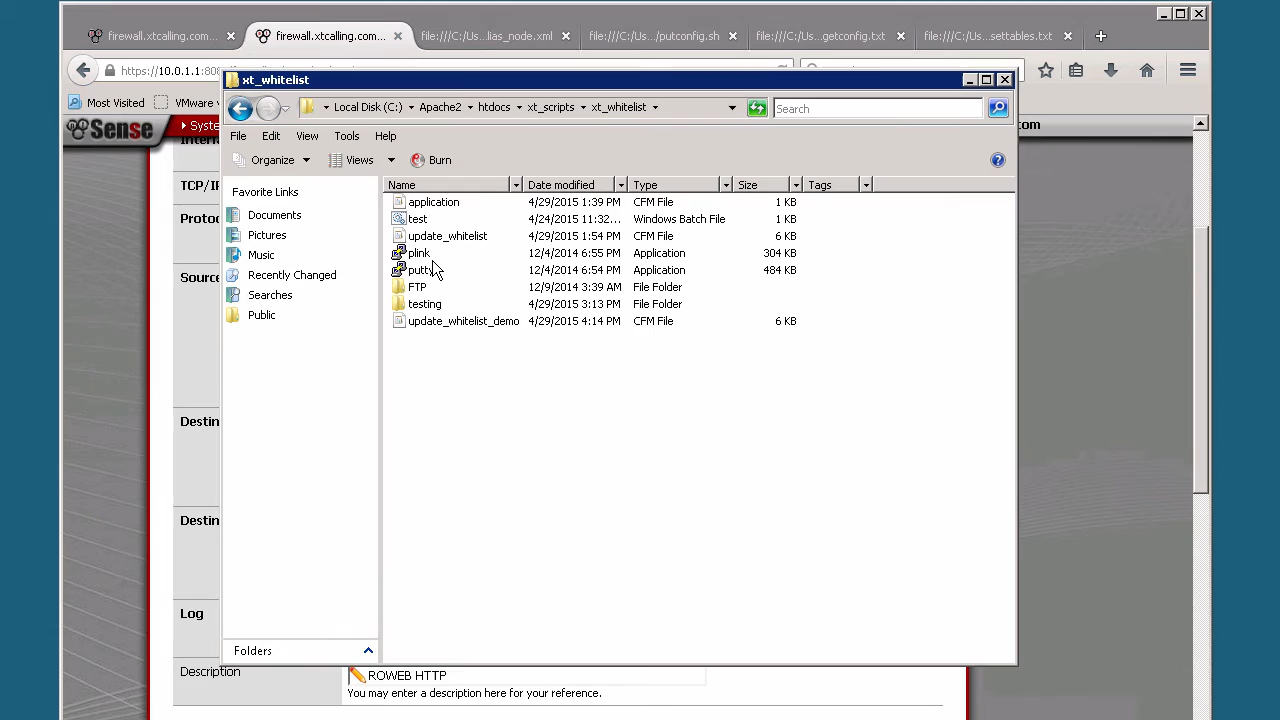 firewall.xtcalling.com... firewall.xtcalling.com... file:///C:/Us...lias_node.xml file:///C:/Us.../putconfig.sh file:///C:/Us...getconfig.txt file:///C:/Us...settables.txt
https://10.0.1.1:80
Most Visited VMware
Sense Syste om
xt_whitelist
Local Disk (C:) Apache2 htdocs xt_scripts xt_whitelist Search
File Edit View Tools Help
Organize Views Burn
Favorite Links
Documents
Pictures
Music
Recently Changed
Searches
Public
Folders
Name Date modified Type Size Tags
application 4/29/2015 1:39 PM CFM File 1 KB
test 4/24/2015 11:32... Windows Batch File 1 KB
update_whitelist 4/29/2015 1:54 PM CFM File 6 KB
plink 12/4/2014 6:55 PM Application 304 KB
putty 12/4/2014 6:54 PM Application 484 KB
FTP 12/9/2014 3:39 AM File Folder
testing 4/29/2015 3:13 PM File Folder
update_whitelist_demo 4/29/2015 4:14 PM CFM File 6 KB
TCP/IP
Protoc
Source
Destin
Destin
Log
Description ROWEB HTTP
You may enter a description here for your reference.